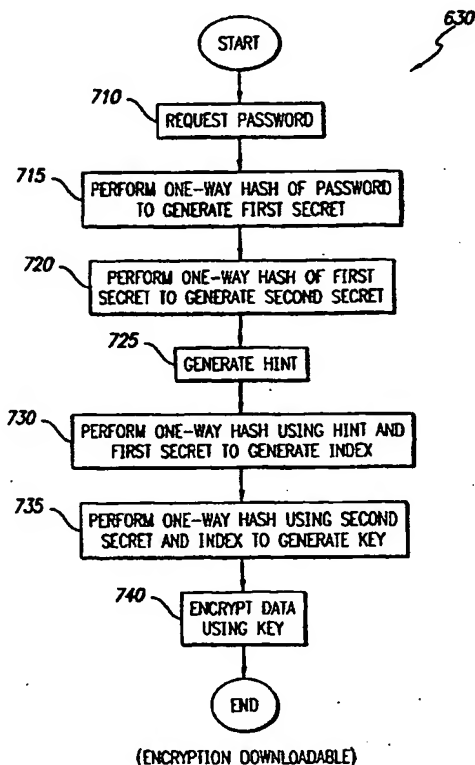 630
START
710
REQUEST PASSWORD
715
PERFORM ONE-WAY HASH OF PASSWORD
TO GENERATE FIRST SECRET
720
PERFORM ONE-WAY HASH OF FIRST
SECRET TO GENERATE SECOND SECRET
725
GENERATE HINT
730
PERFORM ONE-WAY HASH USING HINT AND
FIRST SECRET TO GENERATE INDEX
735
PERFORM ONE-WAY HASH USING SECOND
SECRET AND INDEX TO GENERATE KEY
740
ENCRYPT DATA
USING KEY
END
(ENCRYPTION DOWNLOADABLE)